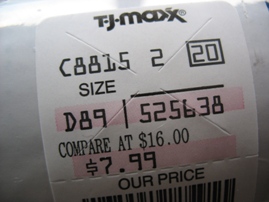 T·J·maxx®
C8815 2 20
SIZE
D89 525638
COMPARE AT $16.00
$7.99
OUR PRICE